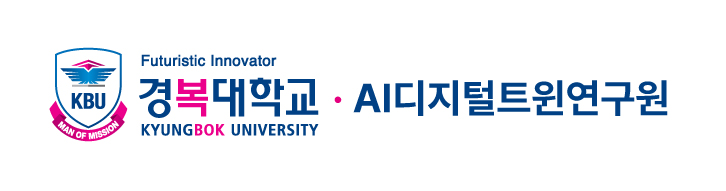 KBU
MAN OF MISSION
Futuristic Innovator
경복대학교 · AI디지털트윈연구원
KYUNGBOK UNIVERSITY